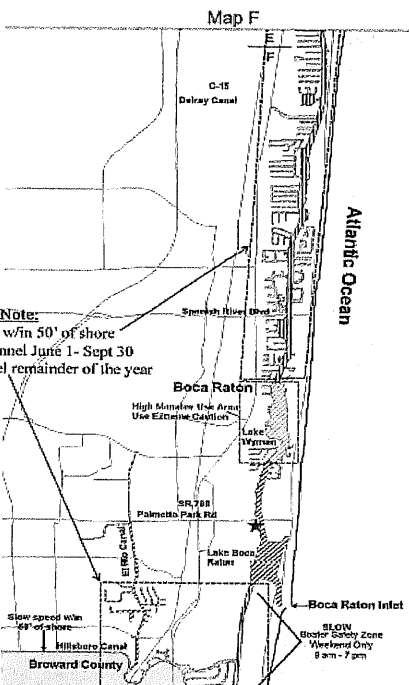 Map F
E
F
C-15
Delray Canal
Atlantic Ocean
Note:
w/in 50' of shore
nnel June 1- Sept 30
el remainder of the year
Spanish River Blvd
Boca Raton
High Manatee Use Area
Use Extreme Caution
Lake
Wyman
SR 798
Palmetto Park Rd
El Rio Canal
Lake Boca
Raton
Boca Raton Inlet
Slow speed w/in
50' of shore
SLOW
Boater Safety Zone
Weekend Only
9 am - 7 pm
Hillsboro Canal
Broward County